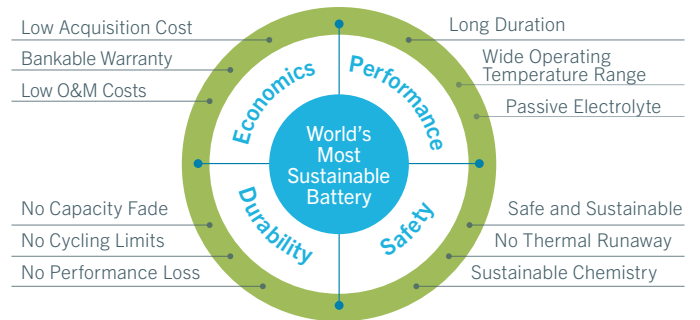 Low Acquisition Cost
Bankable Warranty
Low O&M Costs
Long Duration
Wide Operating
Temperature Range
Passive Electrolyte
Economics
Performance
World's
Most
Sustainable
Battery
Durability
Safety
No Capacity Fade
No Cycling Limits
No Performance Loss
Safe and Sustainable
No Thermal Runaway
Sustainable Chemistry